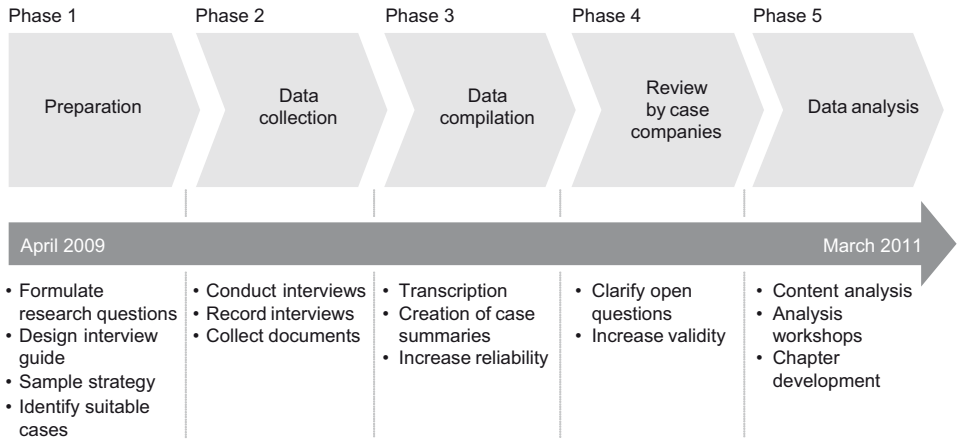 Phase 1
Phase 2
Phase 3
Phase 4
Phase 5
Preparation
Data
collection
Data
compilation
Review
by case
companies
Data analysis
April 2009
March 2011
• Formulate
research questions
• Design interview
guide
• Sample strategy
• Identify suitable
cases
• Conduct interviews
• Record interviews
• Collect documents
• Transcription
• Creation of case
summaries
• Increase reliability
• Clarify open
questions
• Increase validity
• Content analysis
• Analysis
workshops
• Chapter
development